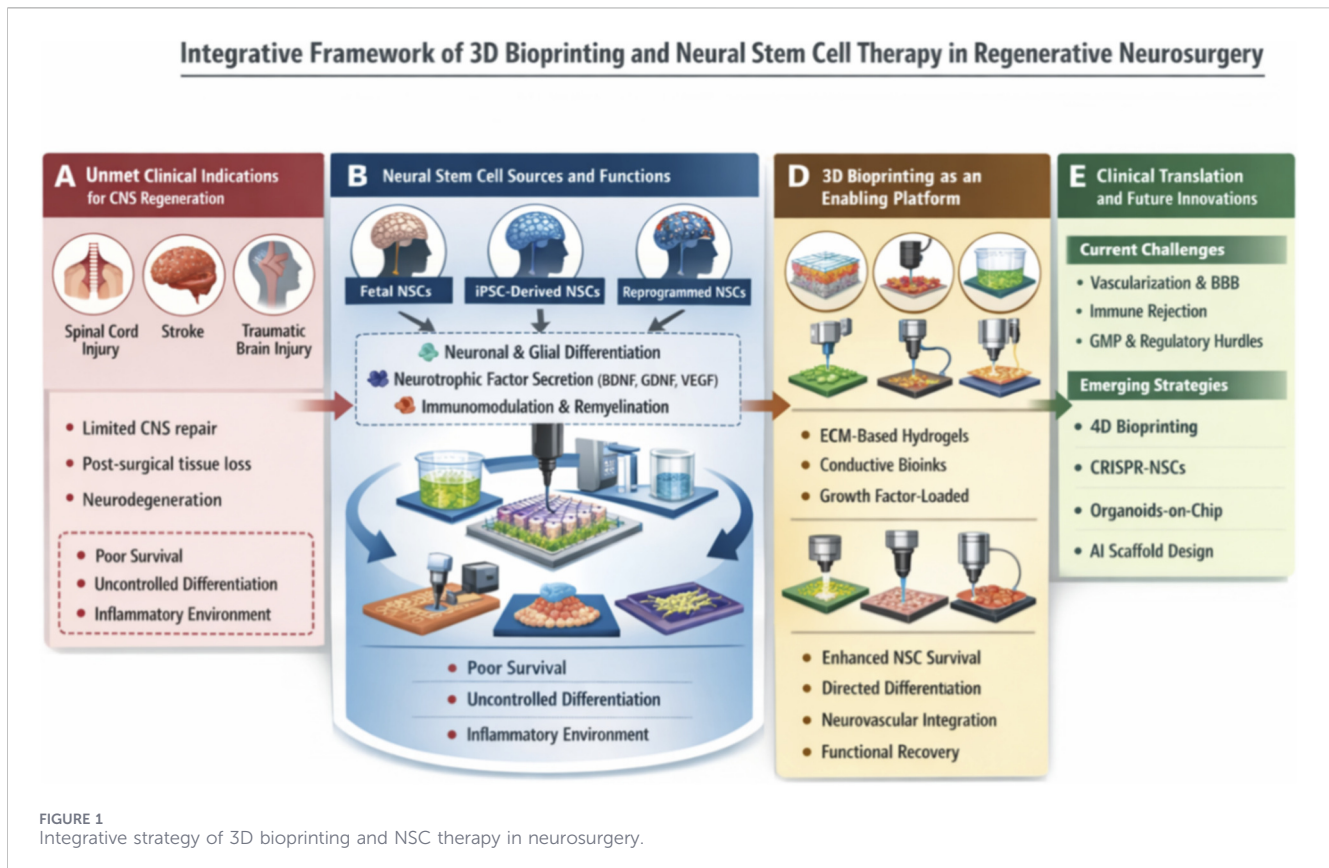 Integrative Framework of 3D Bioprinting and Neural Stem Cell Therapy in Regenerative Neurosurgery
A Unmet Clinical Indications
for CNS Regeneration
Spinal Cord
Injury
Stroke
Traumatic
Brain Injury
• Limited CNS repair
• Post-surgical tissue loss
• Neurodegeneration
• Poor Survival
• Uncontrolled Differentiation
• Inflammatory Environment
B Neural Stem Cell Sources and Functions
Fetal NSCs
iPSC-Derived NSCs
Reprogrammed NSCs
Neuronal & Glial Differentiation
Neurotrophic Factor Secretion (BDNF, GDNF, VEGF)
Immunomodulation & Remyelination
• Poor Survival
• Uncontrolled Differentiation
• Inflammatory Environment
D 3D Bioprinting as an
Enabling Platform
• ECM-Based Hydrogels
• Conductive Bioinks
• Growth Factor-Loaded
• Enhanced NSC Survival
• Directed Differentiation
• Neurovascular Integration
• Functional Recovery
E Clinical Translation
and Future Innovations
Current Challenges
• Vascularization & BBB
• Immune Rejection
• GMP & Regulatory Hurdles
Emerging Strategies
• 4D Bioprinting
• CRISPR-NSCs
• Organoids-on-Chip
• AI Scaffold Design
FIGURE 1
Integrative strategy of 3D bioprinting and NSC therapy in neurosurgery.